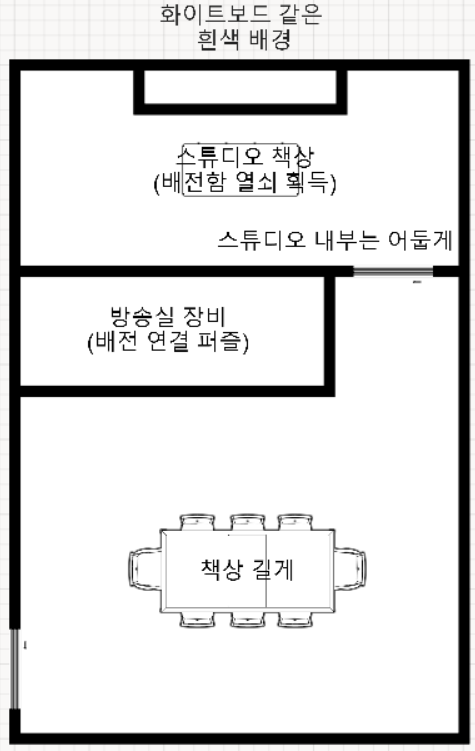 화이트보드 같은
흰색 배경
스튜디오 책상
(배전함 열쇠 획득)
스튜디오 내부는 어둡게
방송실 장비
(배전 연결 퍼즐)
책상 길게